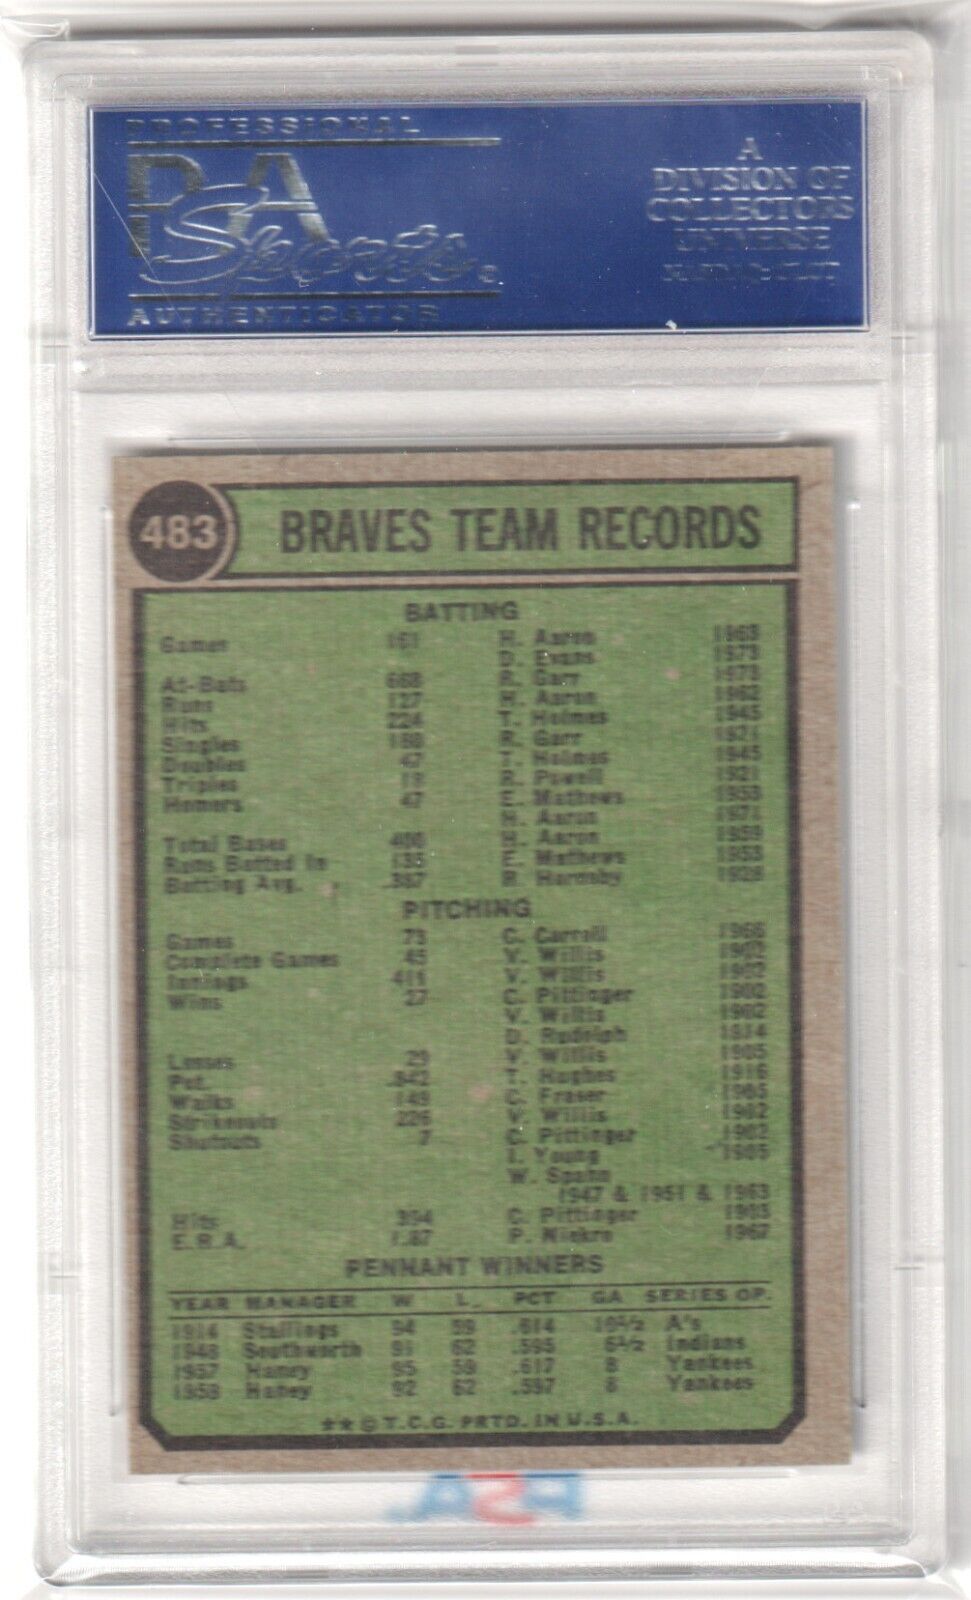 PROFESSIONAL
PSA
Sports
AUTHENTICATOR
A
DIVISION OF
COLLECTORS
UNIVERSE
483 BRAVES TEAM RECORDS
BATTING
Games 161 H. Aaron 1963
D. Evans 1973
At-Bats 668 R. Garr 1973
Runs 127 H. Aaron 1962
Hits 224 T. Holmes 1945
Singles 180 R. Garr 1971
Doubles 47 T. Holmes 1945
Triples 18 R. Powell 1921
Homers 47 E. Mathews 1953
H. Aaron 1971
Total Bases 400 H. Aaron 1959
Runs Batted In 135 E. Mathews 1953
Batting Avg. .387 R. Hornsby 1928
PITCHING
Games 73 C. Carroll 1966
Complete Games 45 V. Willis 1902
Innings 411 V. Willis 1902
Wins 27 C. Pittinger 1902
V. Willis 1902
D. Rudolph 1914
Losses 29 V. Willis 1905
Pct. .842 T. Hughes 1916
Walks 149 C. Fraser 1905
Strikeouts 226 V. Willis 1902
Shutouts 7 C. Pittinger 1902
I. Young 1905
W. Spahn
1947 & 1951 & 1963
Hits 394 C. Pittinger 1903
E.R.A. 1.87 P. Niekro 1967
PENNANT WINNERS
YEAR MANAGER W L PCT GA SERIES OP.
1914 Stallings 94 59 .614 10½ A's
1948 Southworth 91 62 .595 6½ Indians
1957 Haney 95 59 .617 8 Yankees
1958 Haney 92 62 .597 8 Yankees
★★ © T.C.G. PRTD. IN U.S.A.
PSA